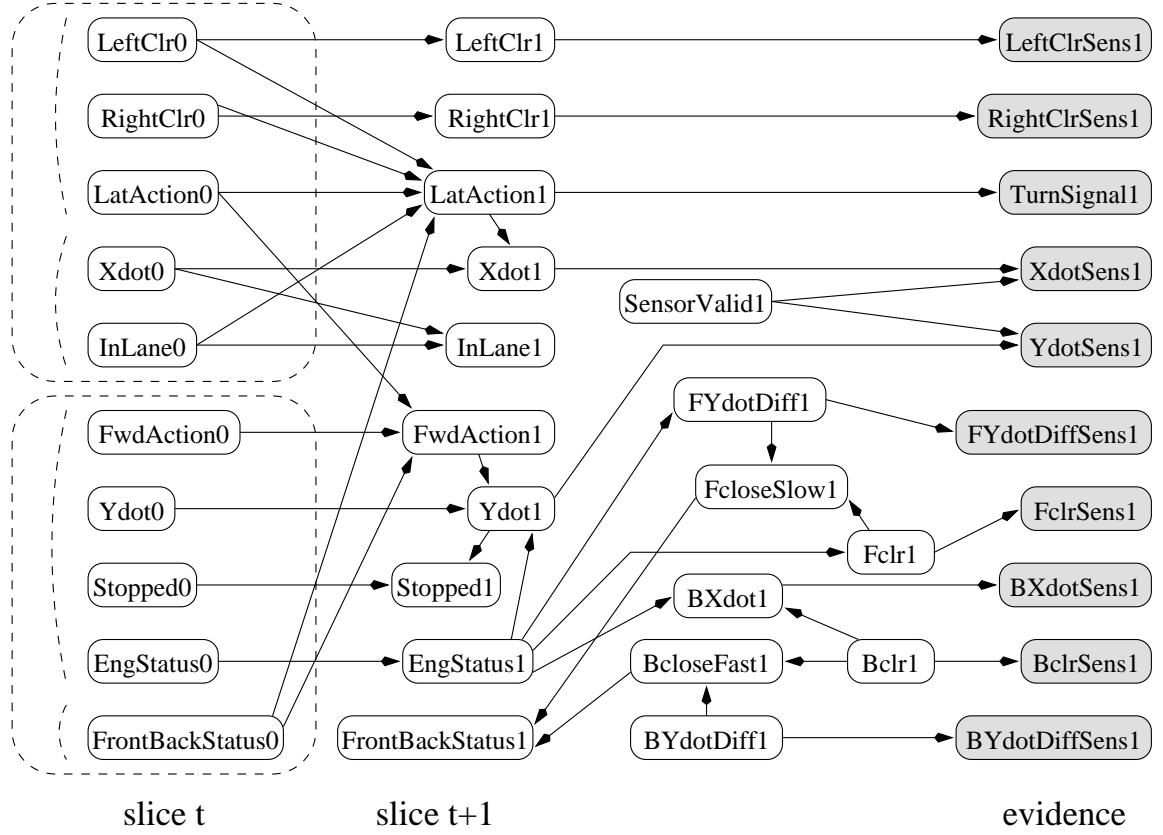 LeftClr0 LeftClr1 LeftClrSens1
RightClr0 RightClr1 RightClrSens1
LatAction0 LatAction1 TurnSignal1
Xdot0 Xdot1 XdotSens1
SensorValid1
InLane0 InLane1 YdotSens1
FYdotDiff1
FwdAction0 FwdAction1 FYdotDiffSens1
FcloseSlow1
Ydot0 Ydot1 FclrSens1
Fclr1
Stopped0 Stopped1 BXdot1 BXdotSens1
EngStatus0 EngStatus1 BcloseFast1 Bclr1 BclrSens1
FrontBackStatus0 FrontBackStatus1 BYdotDiff1 BYdotDiffSens1
slice t slice t+1 evidence